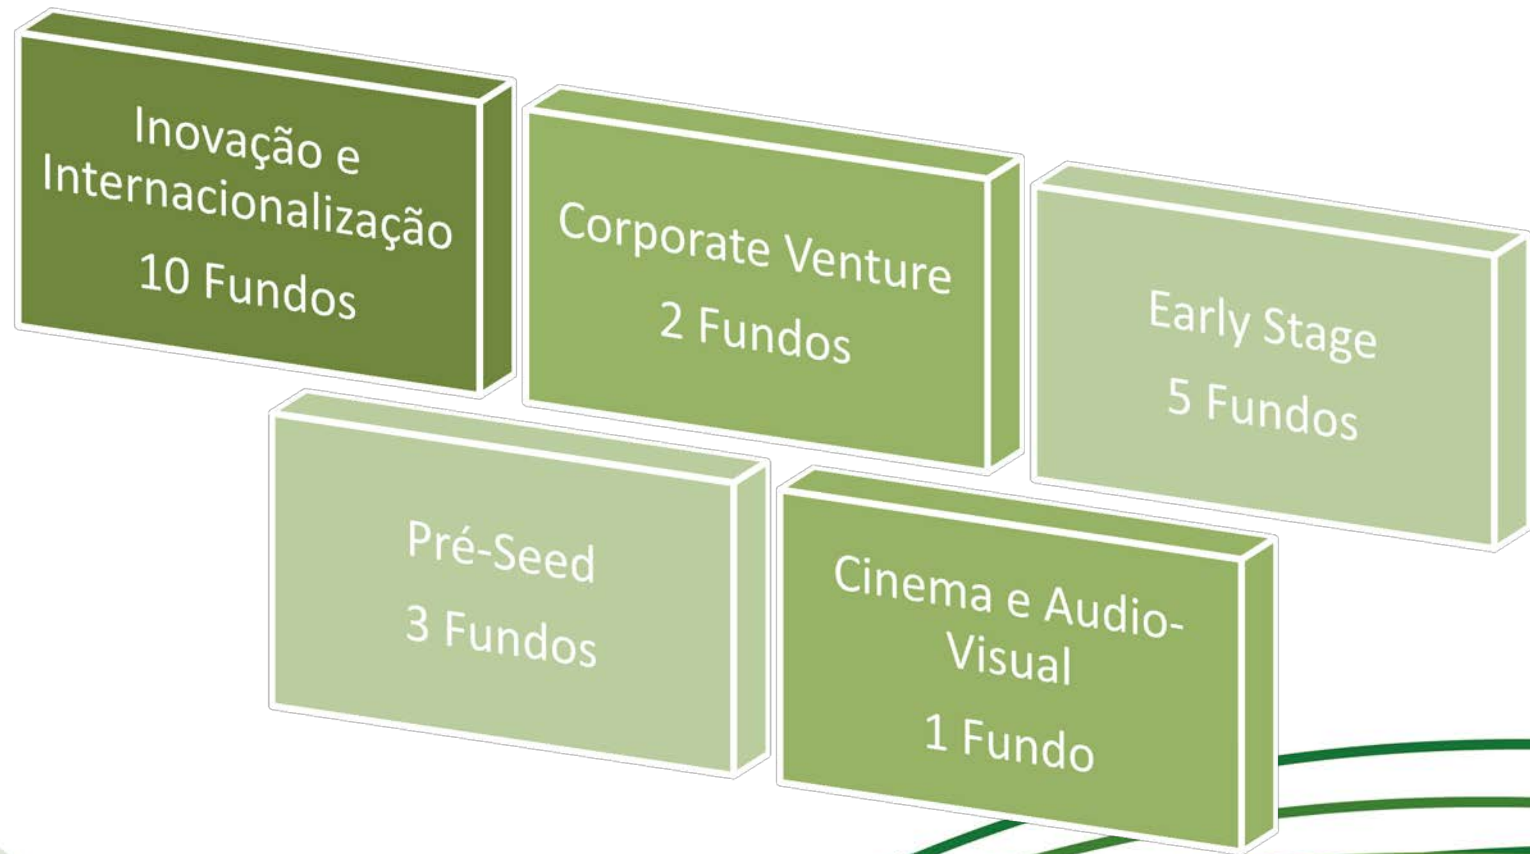 Inovação e
Internacionalização
10 Fundos
Corporate Venture
2 Fundos
Early Stage
5 Fundos
Pré-Seed
3 Fundos
Cinema e Audio-
Visual
1 Fundo